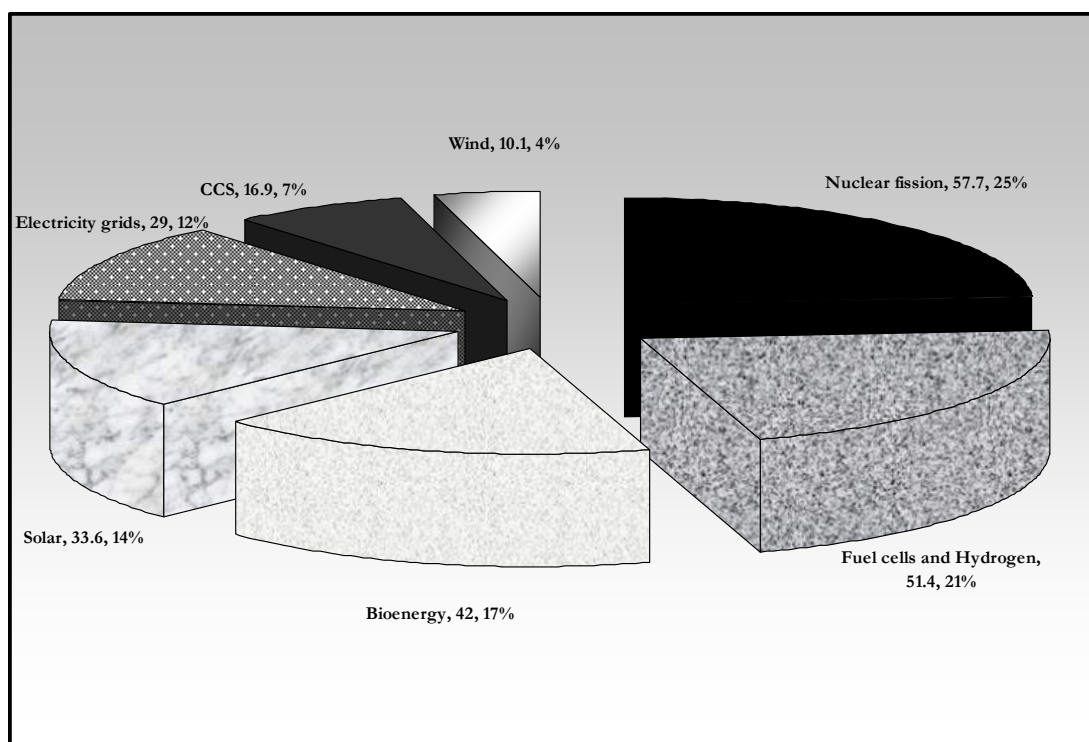 Wind, 10.1, 4%
Nuclear fission, 57.7, 25%
CCS, 16.9, 7%
Electricity grids, 29, 12%
Solar, 33.6, 14%
Fuel cells and Hydrogen,
51.4, 21%
Bioenergy, 42, 17%